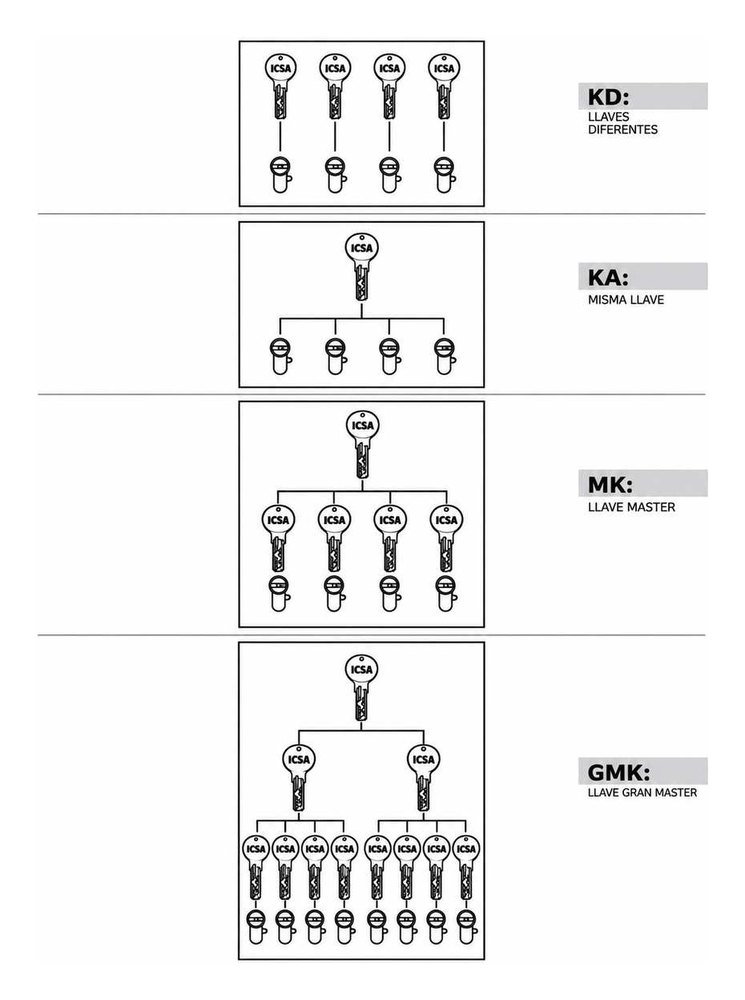 ICSA ICSA ICSA ICSA
KD:
LLAVES
DIFERENTES
ICSA
KA:
MISMA LLAVE
ICSA
ICSA ICSA ICSA ICSA
MK:
LLAVE MASTER
ICSA
ICSA ICSA
ICSA ICSA ICSA ICSA ICSA ICSA ICSA ICSA
GMK:
LLAVE GRAN MASTER